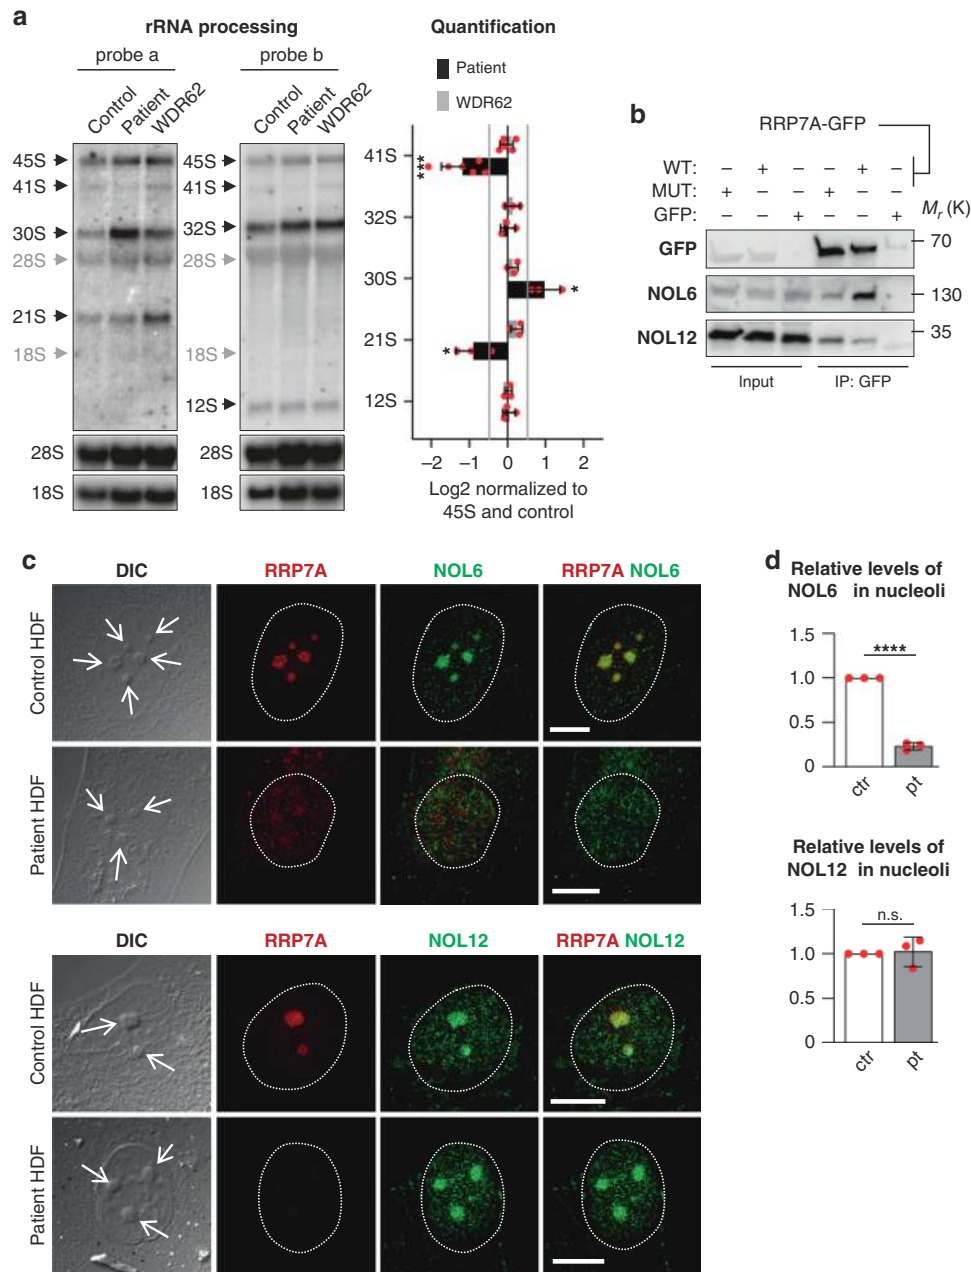 a
rRNA processing
probe a
probe b
Control
Patient
WDR62
Control
Patient
WDR62
45S
41S
30S
28S
21S
18S
28S
18S
45S
41S
32S
28S
18S
12S
28S
18S
Quantification
Patient
WDR62
41S
32S
30S
21S
12S
***
*
*
–2 –1 0 1 2
Log2 normalized to
45S and control
b
RRP7A-GFP
WT: – + – – + –
MUT: + – – + – –
GFP: – – + – – +
Mr (K)
GFP
70
NOL6
130
NOL12
35
Input
IP: GFP
c
DIC
RRP7A
NOL6
RRP7A NOL6
Control HDF
Patient HDF
DIC
RRP7A
NOL12
RRP7A NOL12
Control HDF
Patient HDF
d
Relative levels of
NOL6 in nucleoli
1.5
1.0
0.5
0
****
ctr
pt
Relative levels of
NOL12 in nucleoli
1.5
1.0
0.5
0
n.s.
ctr
pt